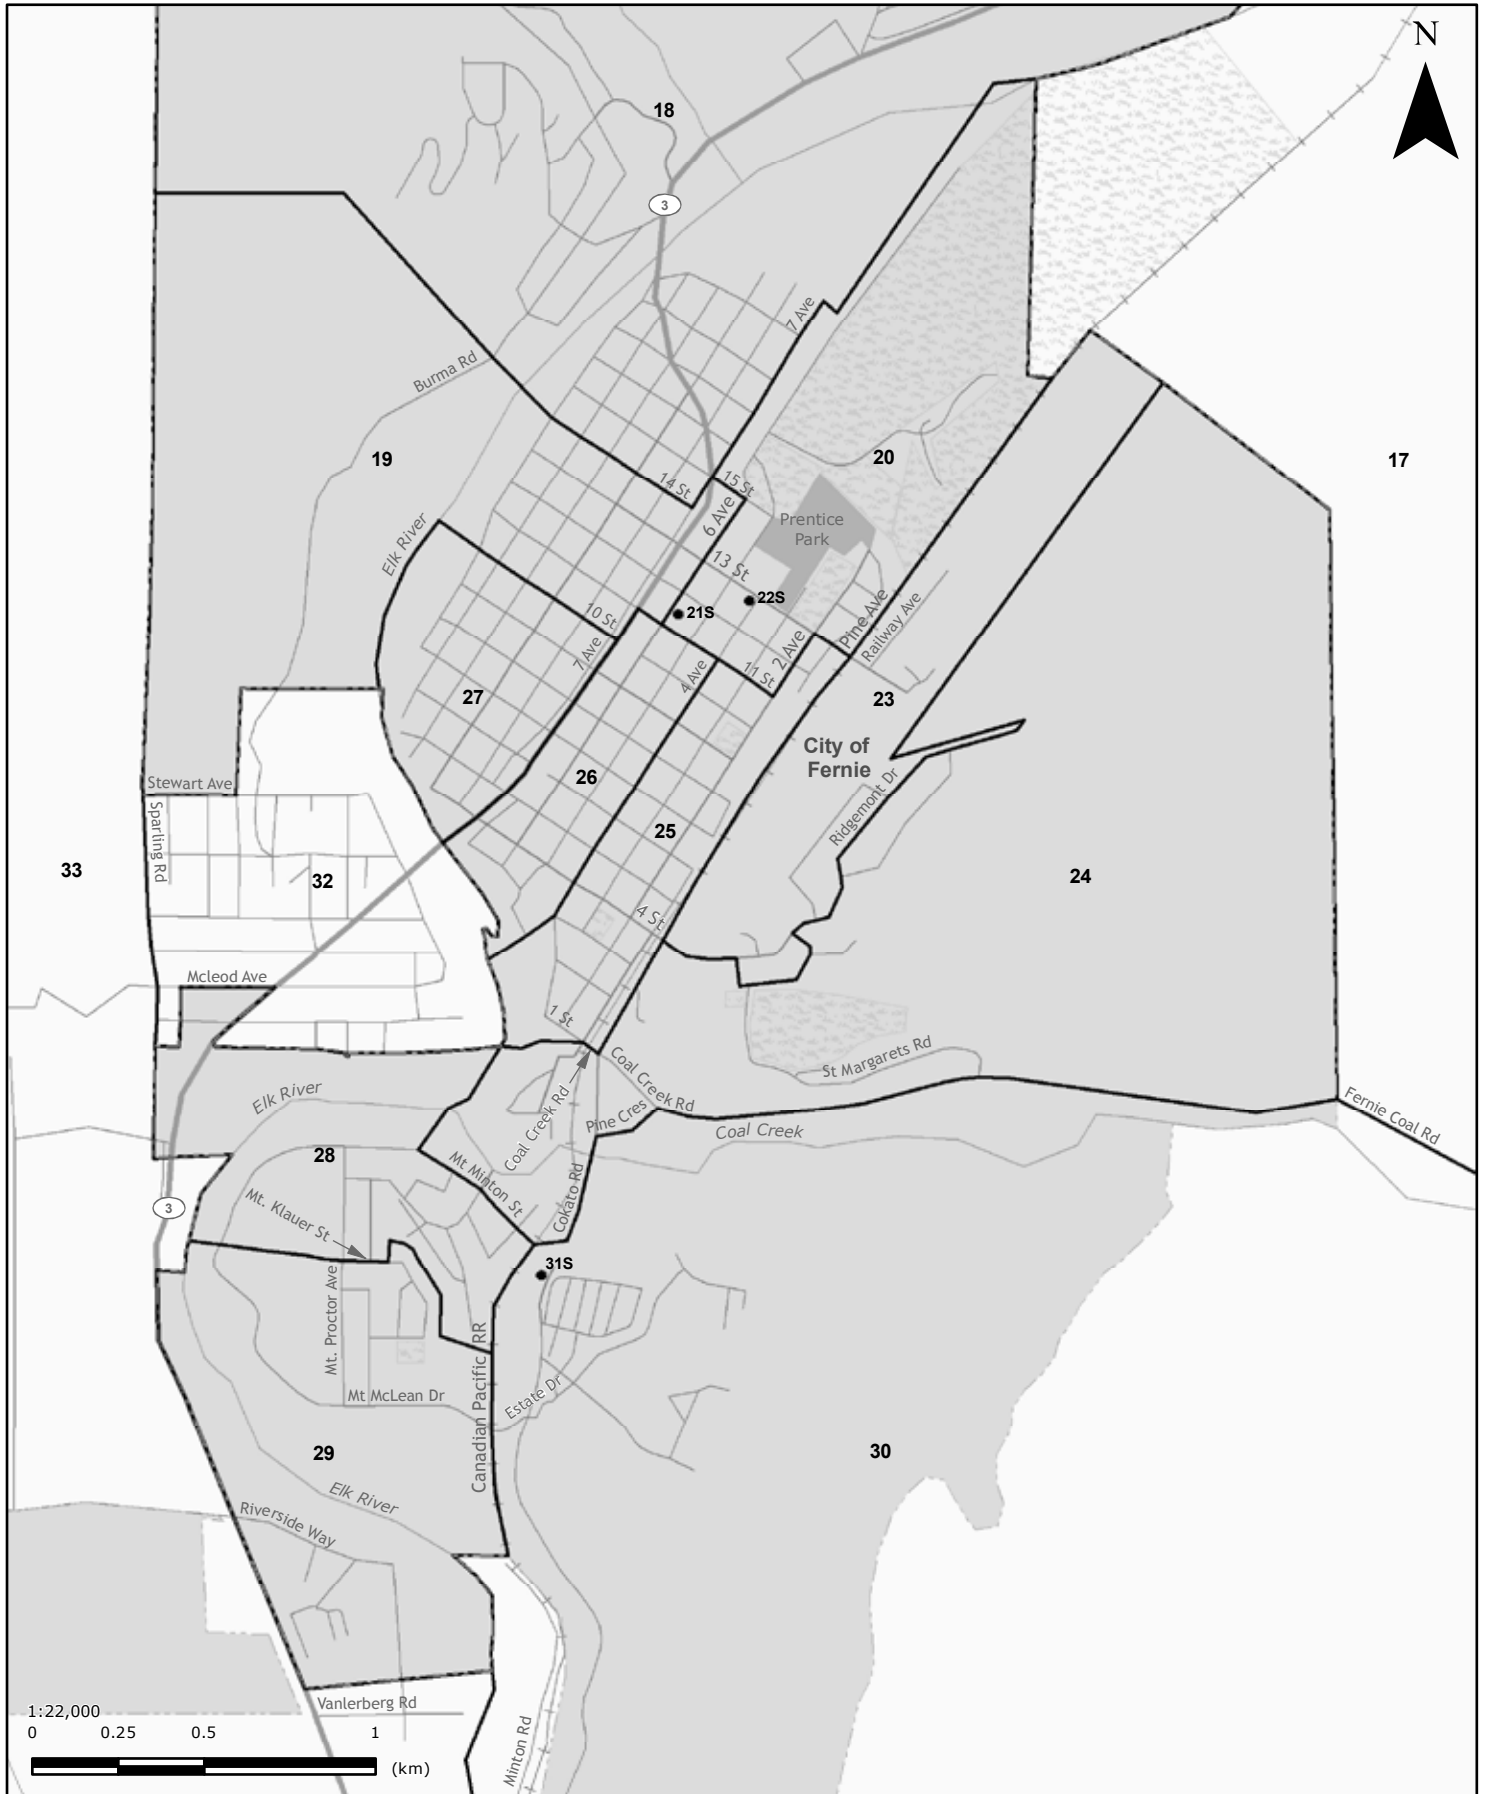 N
18
3
7 Ave
Burma Rd
19
20
17
14 St
15 St
6 Ave
Prentice
Park
Elk River
13 St
22S
21S
10 St
7 Ave
Pine Ave
Railway Ave
2 Ave
11 St
4 Ave
27
23
City of
Fernie
26
Stewart Ave
Sparling Rd
Ridgemont Dr
25
33
32
24
4 St
Mcleod Ave
1 St
Coal Creek Rd
St Margarets Rd
Elk River
Coal Creek Rd
Pine Cres
Coal Creek
Fernie Coal Rd
28
Mt Minton St
Cokato Rd
3
Mt. Klauer St
31S
Mt. Proctor Ave
Canadian Pacific RR
Mt McLean Dr
Estate Dr
29
30
Elk River
Riverside Way
Vanlerberg Rd
Minton Rd
1:22,000
0 0.25 0.5 1
(km)